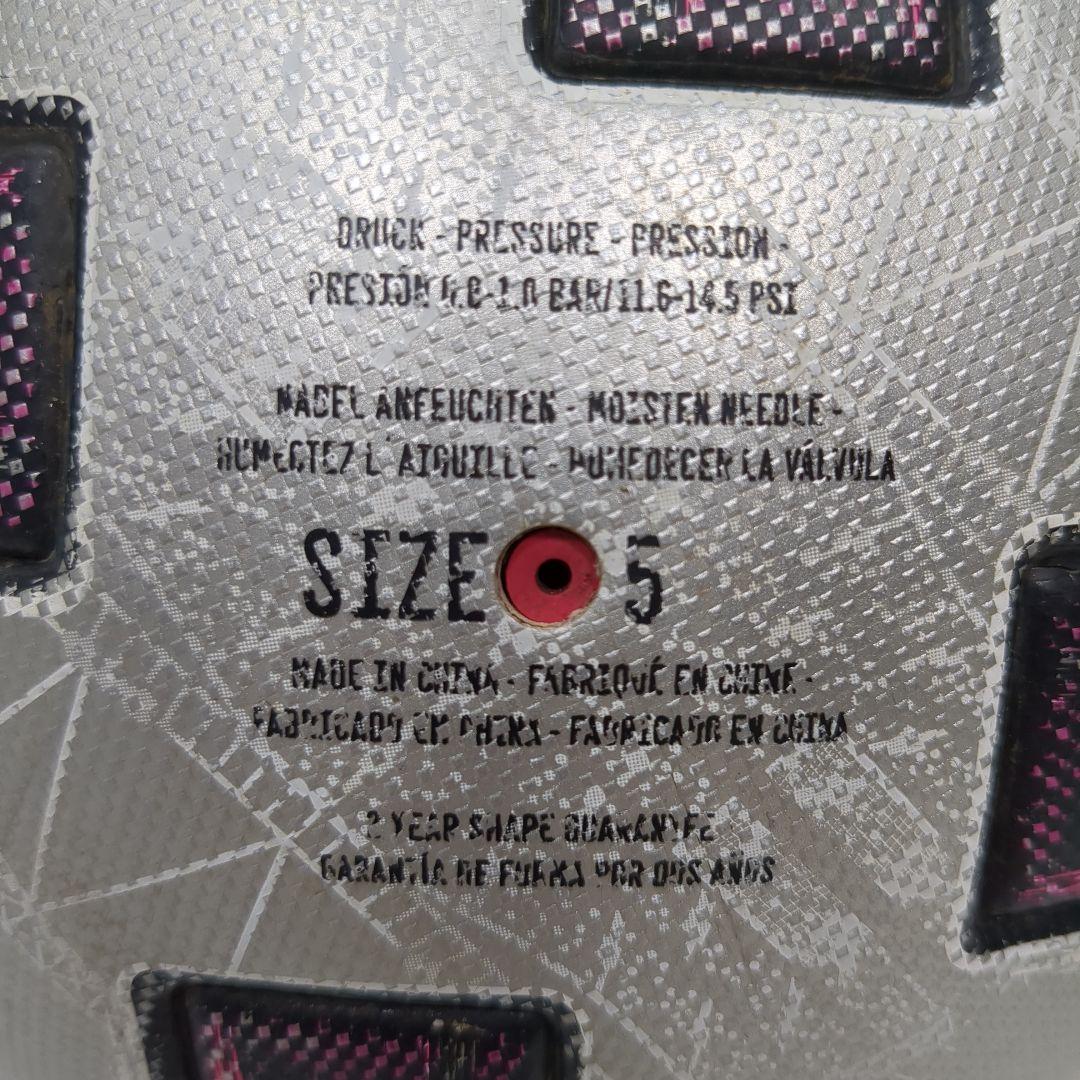 DRUCK - PRESSURE - PRESSION -
PRESIÓN 0.8-1.0 BAR/11.6-14.5 PSI
NADEL ANFEUCHTEN - MOISTEN NEEDLE -
HUMECTEZ L'AIGUILLE - HUMEDECER LA VÁLVULA
SIZE 5
MADE IN CHINA - FABRIQUÉ EN CHINE -
FABRICADO EM CHINA - FABRICADO EN CHINA
2 YEAR SHAPE GUARANTEE
GARANTÍA DE FORMA POR DOS AÑOS